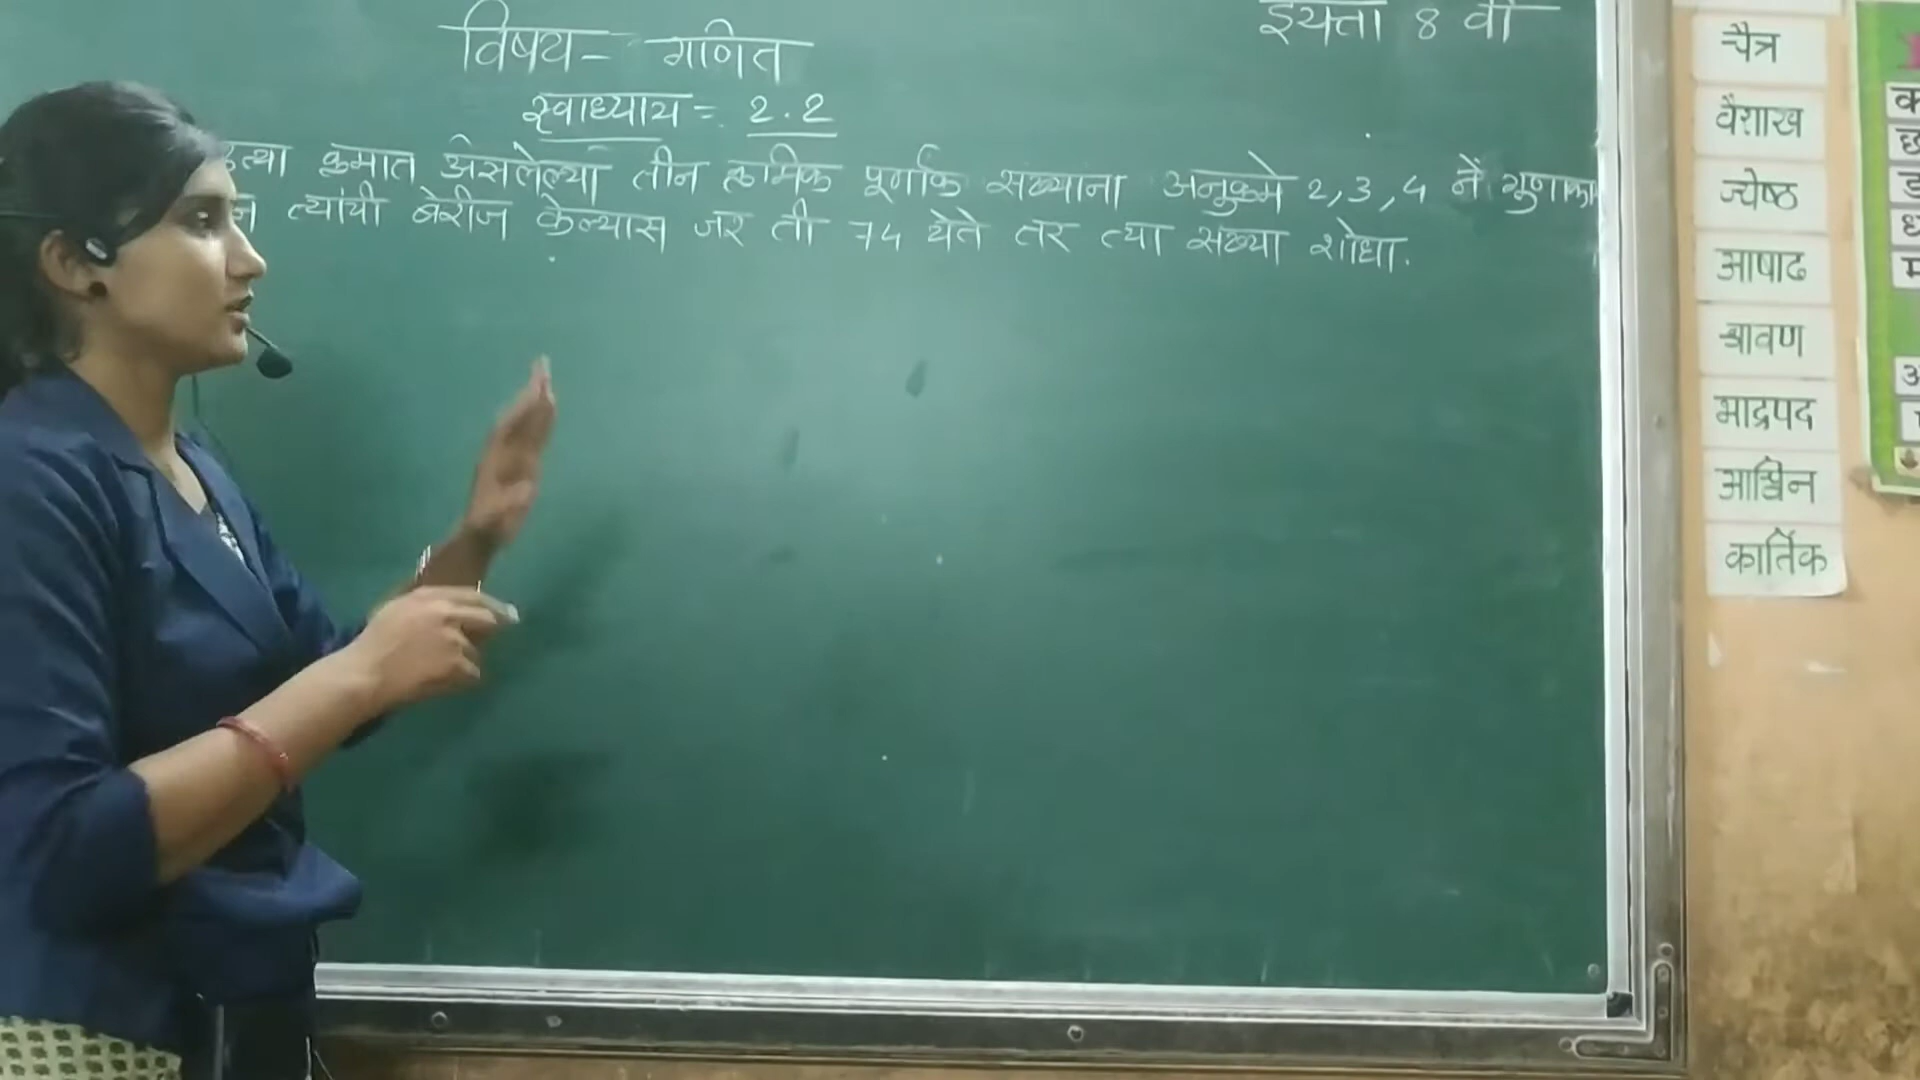 विषय - गणित
इयत्ता 8 वी
स्वाध्याय = 2.2
क्रमात असलेल्या तीन क्रमिक पूर्णांक संख्याना अनुक्रमे 2,3,4 ने
त्यांची बेरीज केल्यास जर ती 74 येते तर त्या संख्या शोधा.
चैत्र
वैशाख
ज्येष्ठ
आषाढ
श्रावण
भाद्रपद
आश्विन
कार्तिक